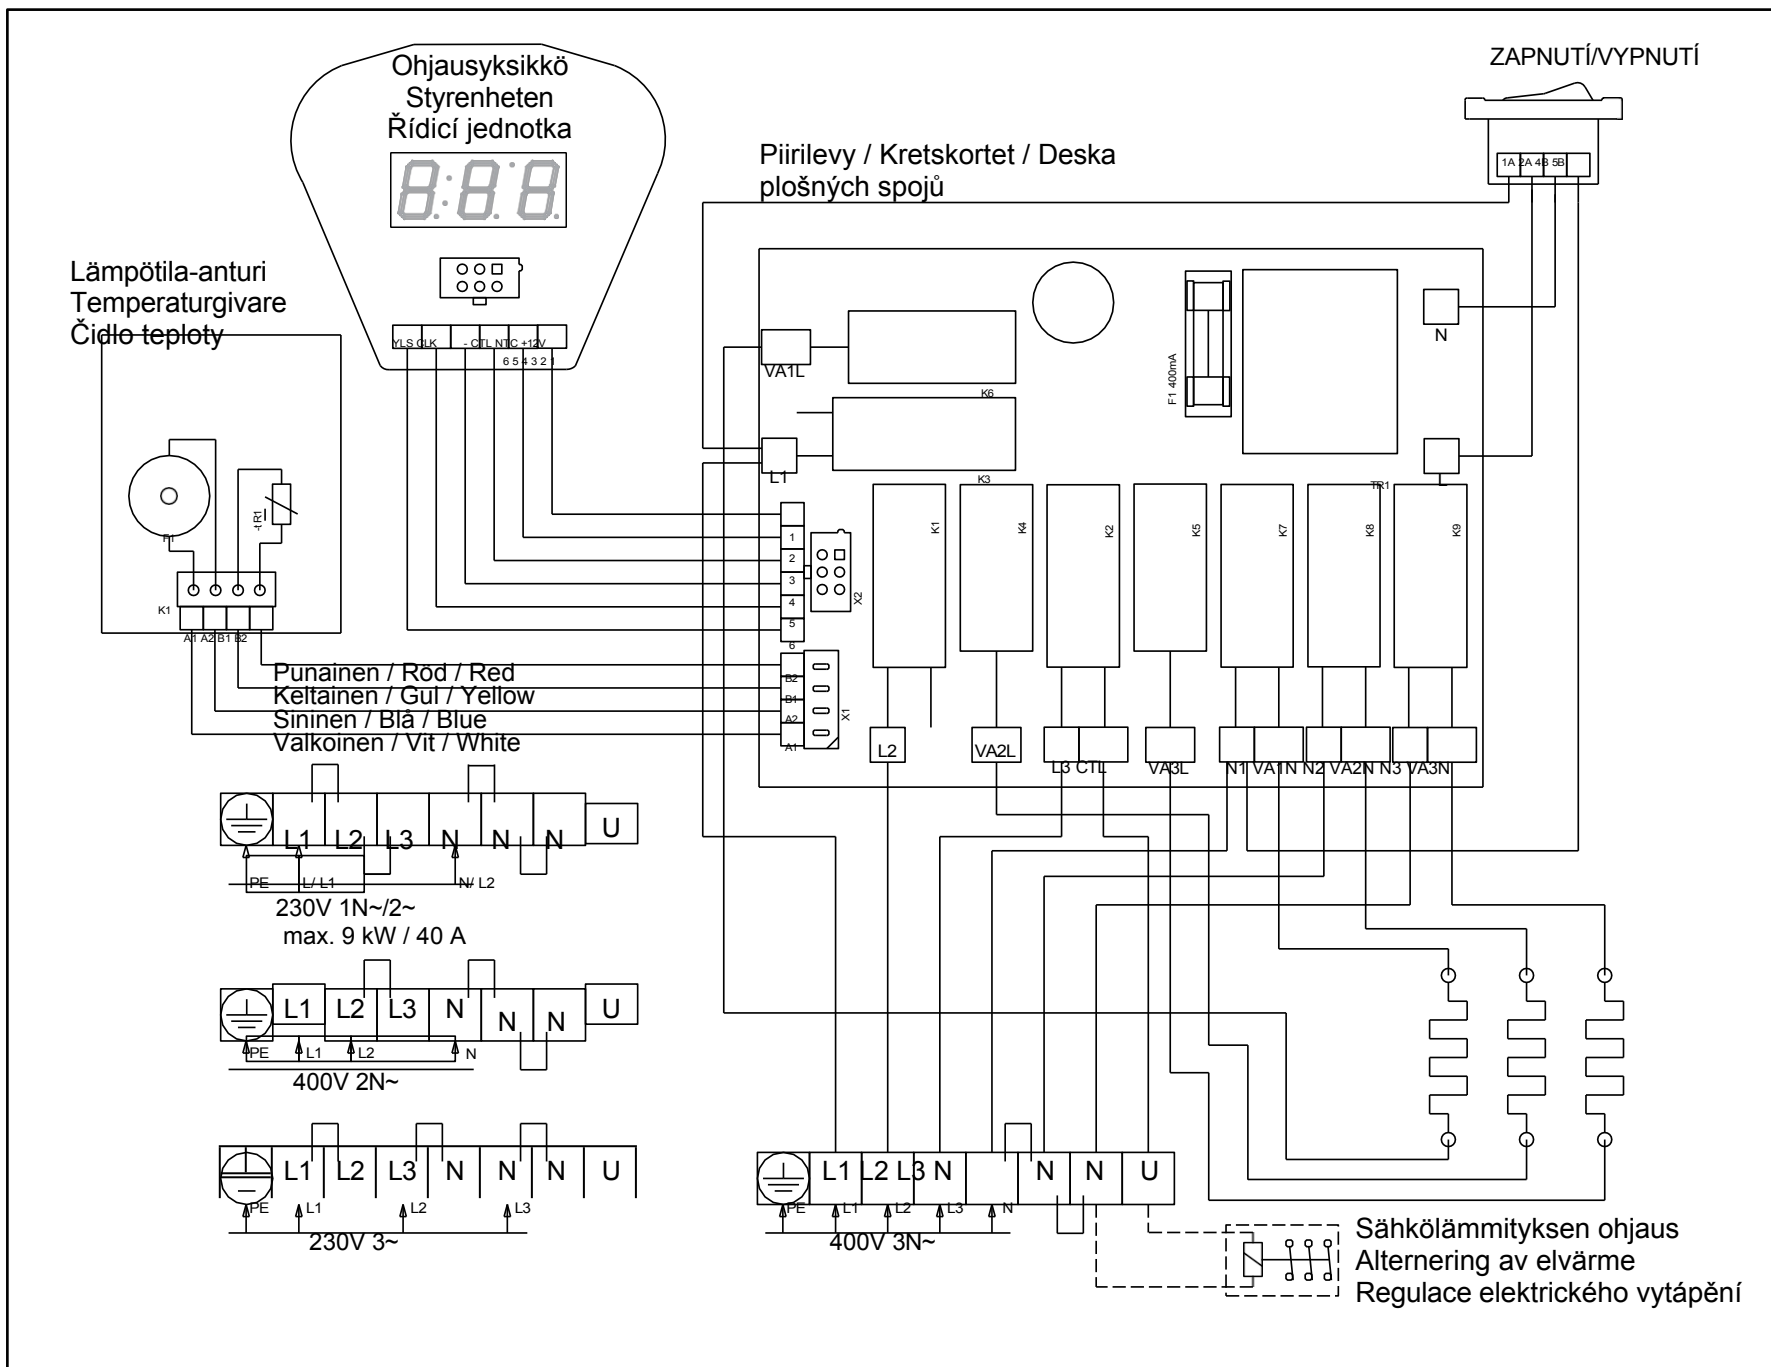 Ohjausyksikkö
Styrenheten
Řídicí jednotka
ZAPNUTÍ/VYPNUTÍ
1A 2A 4B 5B
Piirilevy / Kretskortet / Deska
plošných spojů
Lämpötila-anturi
Temperaturgivare
Čidlo teploty
YLS CLK - CTL NTC +12V
6 5 4 3 2 1
VA1L
K6
F1 400mA
N
L1
K3
TR1
L
K1
K4
K2
K5
K7
K8
K9
F1
-t R1
K1
A1 A2 B1 B2
1
2
3
4
5
6
X2
B2
B1
A2
A1
X1
Punainen / Röd / Red
Keltainen / Gul / Yellow
Sininen / Blå / Blue
Valkoinen / Vit / White
L2
VA2L
L3 CTL
VA3L
N1 VA1N N2 VA2N N3 VA3N
L1 L2 L3 N N N U
PE L/ L1 N/ L2
230V 1N~/2~
max. 9 kW / 40 A
L1 L2 L3 N N N U
PE L1 L2 N
400V 2N~
L1 L2 L3 N N N U
PE L1 L2 L3
230V 3~
L1 L2 L3 N N N U
PE L1 L2 L3 N
400V 3N~
Sähkölämmityksen ohjaus
Alternering av elvärme
Regulace elektrického vytápění